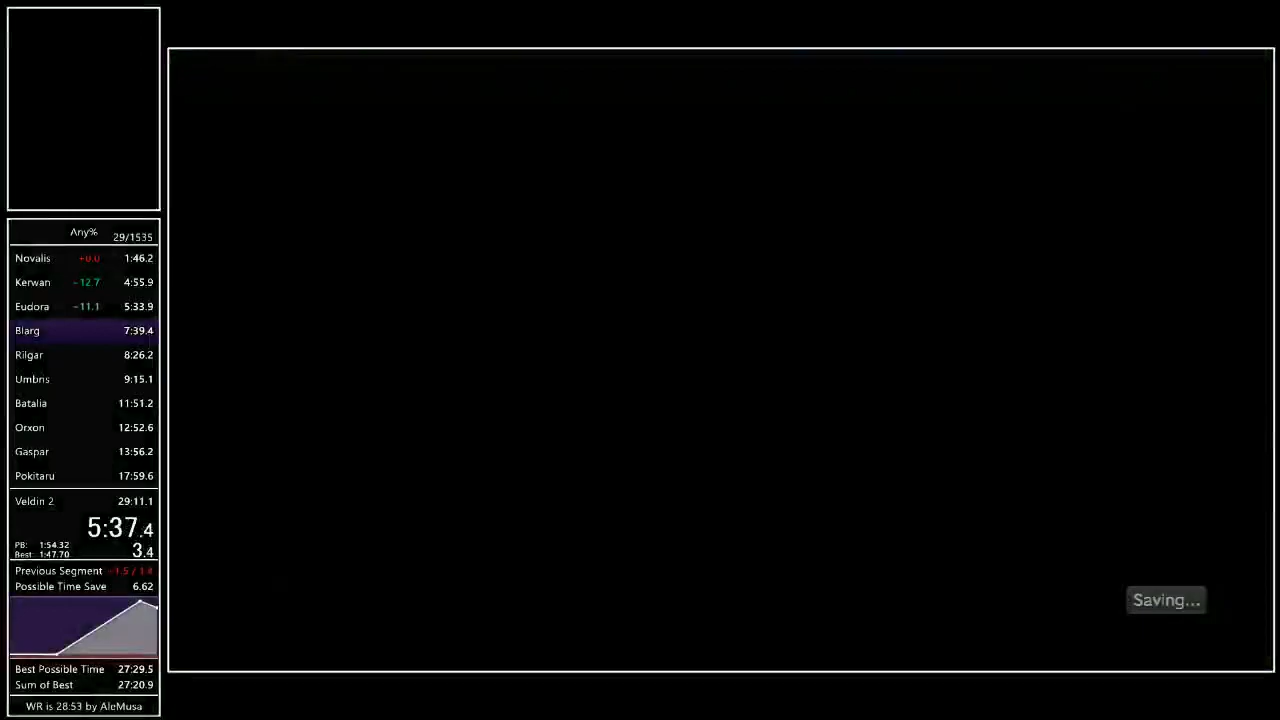 Any% 29/1535
Novalis +0.0 1:46.2
Kerwan -12.7 4:55.9
Eudora -11.1 5:33.9
Blarg 7:39.4
Rilgar 8:26.2
Umbris 9:15.1
Batalia 11:51.2
Orxon 12:52.6
Gaspar 13:56.2
Pokitaru 17:59.6
Veldin 2 29:11.1
5:37.4
PB: 1:54.32
Best: 1:47.70
3.4
Previous Segment
Possible Time Save 6.62
Best Possible Time 27:29.5
Sum of Best 27:20.9
WR is 28:53 by AleMusa
Saving...